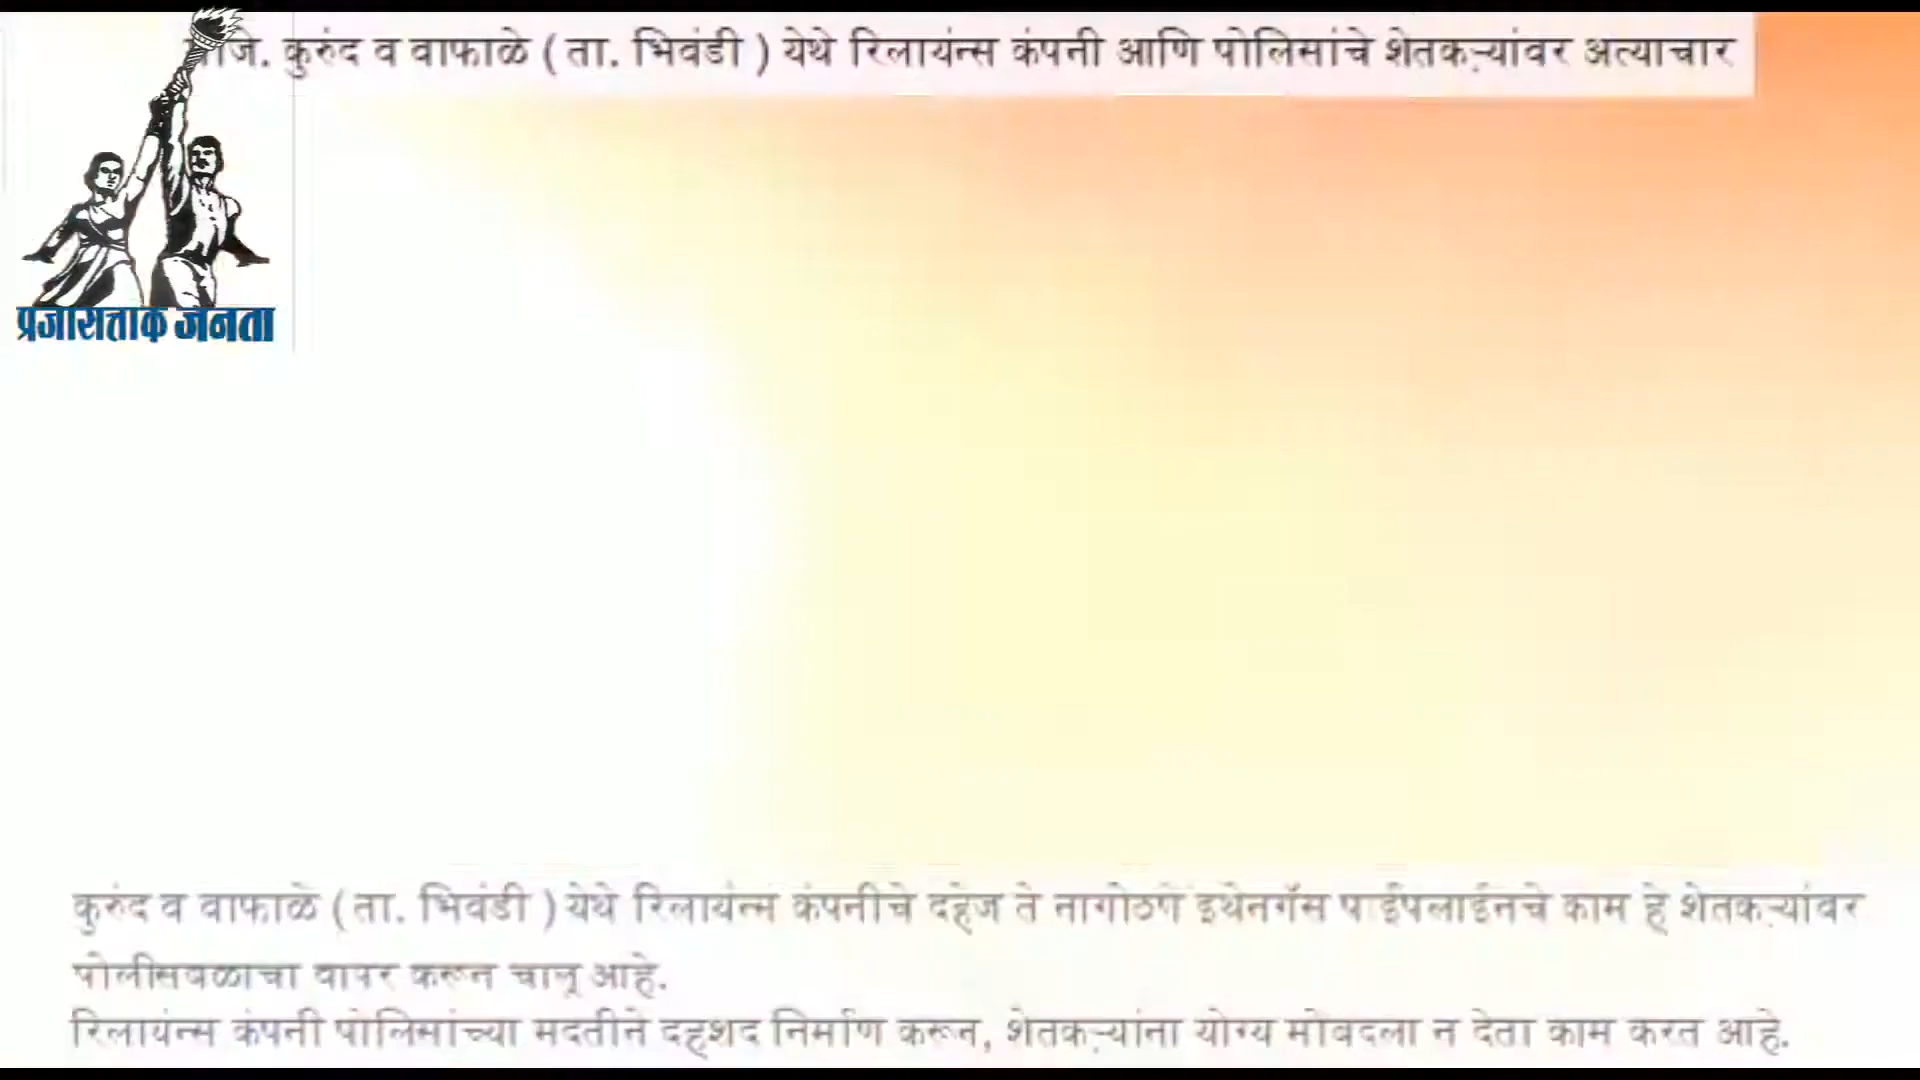 जि. कुरुंद व वाफाळे ( ता. भिवंडी ) येथे रिलायंन्स कंपनी आणि पोलिसांचे शेतकऱ्यांवर अत्याचार
प्रजासत्ताक जनता
कुरुंद व वाफाळे ( ता. भिवंडी ) येथे रिलायंन्स कंपनीचे दहेज ते नागोठणे इथेनगॅस पाईपलाईनचे काम हे शेतकऱ्यांवर
पोलीसबळाचा वापर करून चालू आहे.
रिलायंन्स कंपनी पोलिसांच्या मदतीने दहशद निर्माण करून, शेतकऱ्यांना योग्य मोबदला न देता काम करत आहे.